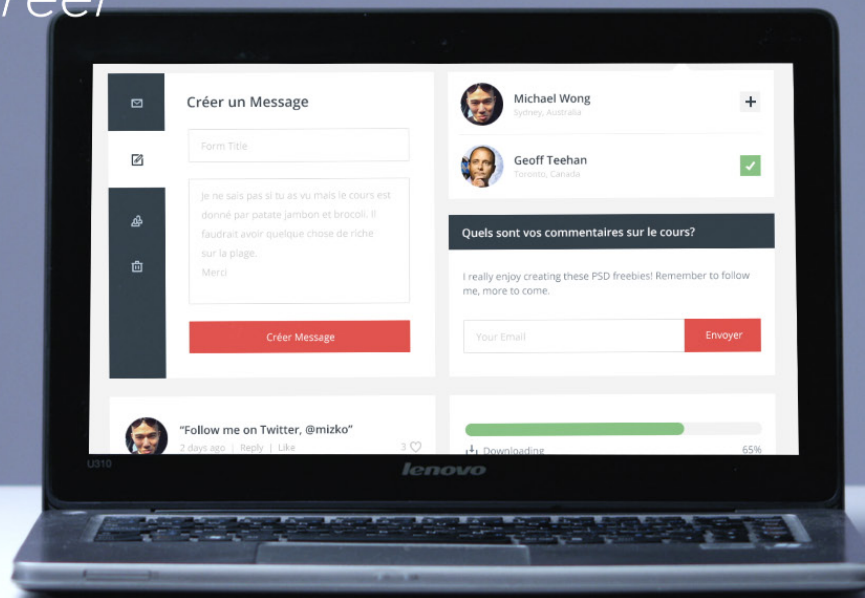 réer
Créer un Message
Form Title
Je ne sais pas si tu as vu mais le cours est
donné par patate jambon et brocoli. Il
faudrait avoir quelque chose de riche
sur la plage.
Merci
Créer Message
Michael Wong
Sydney, Australia
Geoff Teehan
Toronto, Canada
Quels sont vos commentaires sur le cours?
I really enjoy creating these PSD freebies! Remember to follow
me, more to come.
Your Email
Envoyer
“Follow me on Twitter, @mizko”
2 days ago | Reply | Like
3
Downloading
65%
U310
lenovo